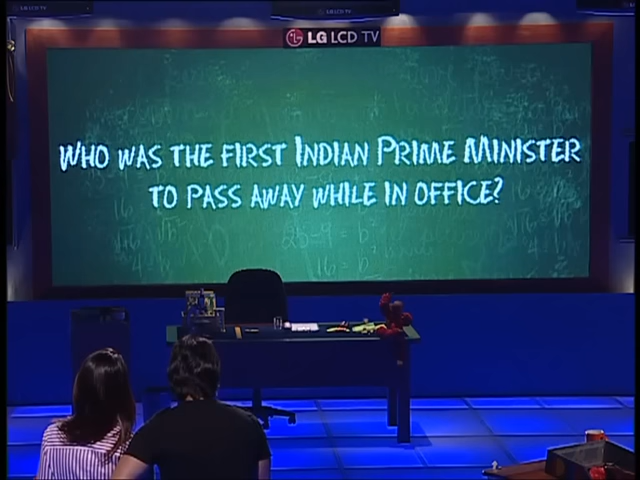 LG LCD TV
WHO WAS THE FIRST INDIAN PRIME MINISTER
TO PASS AWAY WHILE IN OFFICE?